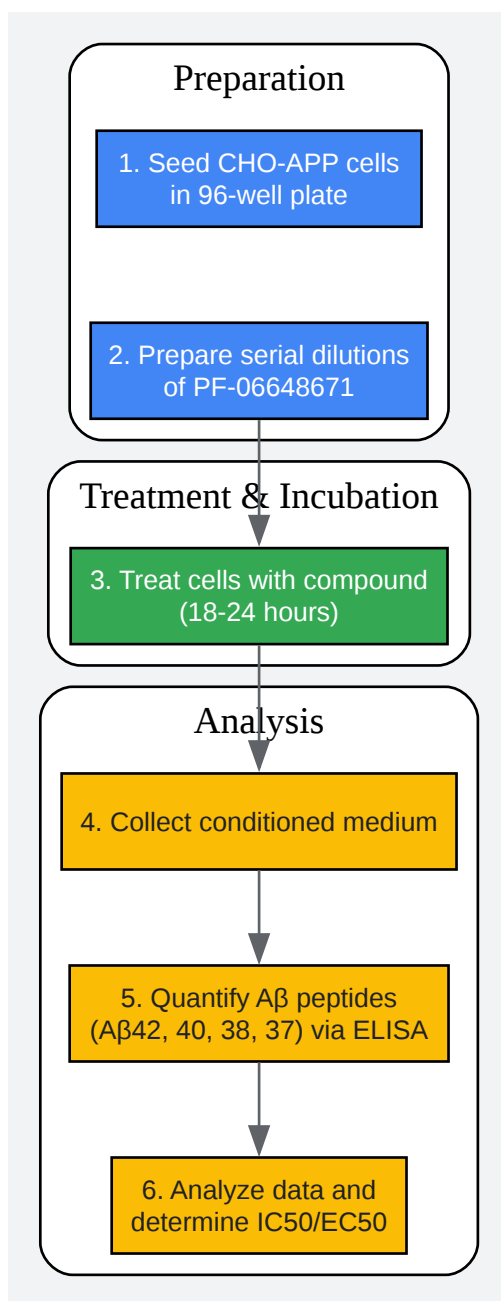 Preparation
1. Seed CHO-APP cells
in 96-well plate
2. Prepare serial dilutions
of PF-06648671
Treatment & Incubation
3. Treat cells with compound
(18-24 hours)
Analysis
4. Collect conditioned medium
5. Quantify Aβ peptides
(Aβ42, 40, 38, 37) via ELISA
6. Analyze data and
determine IC50/EC50